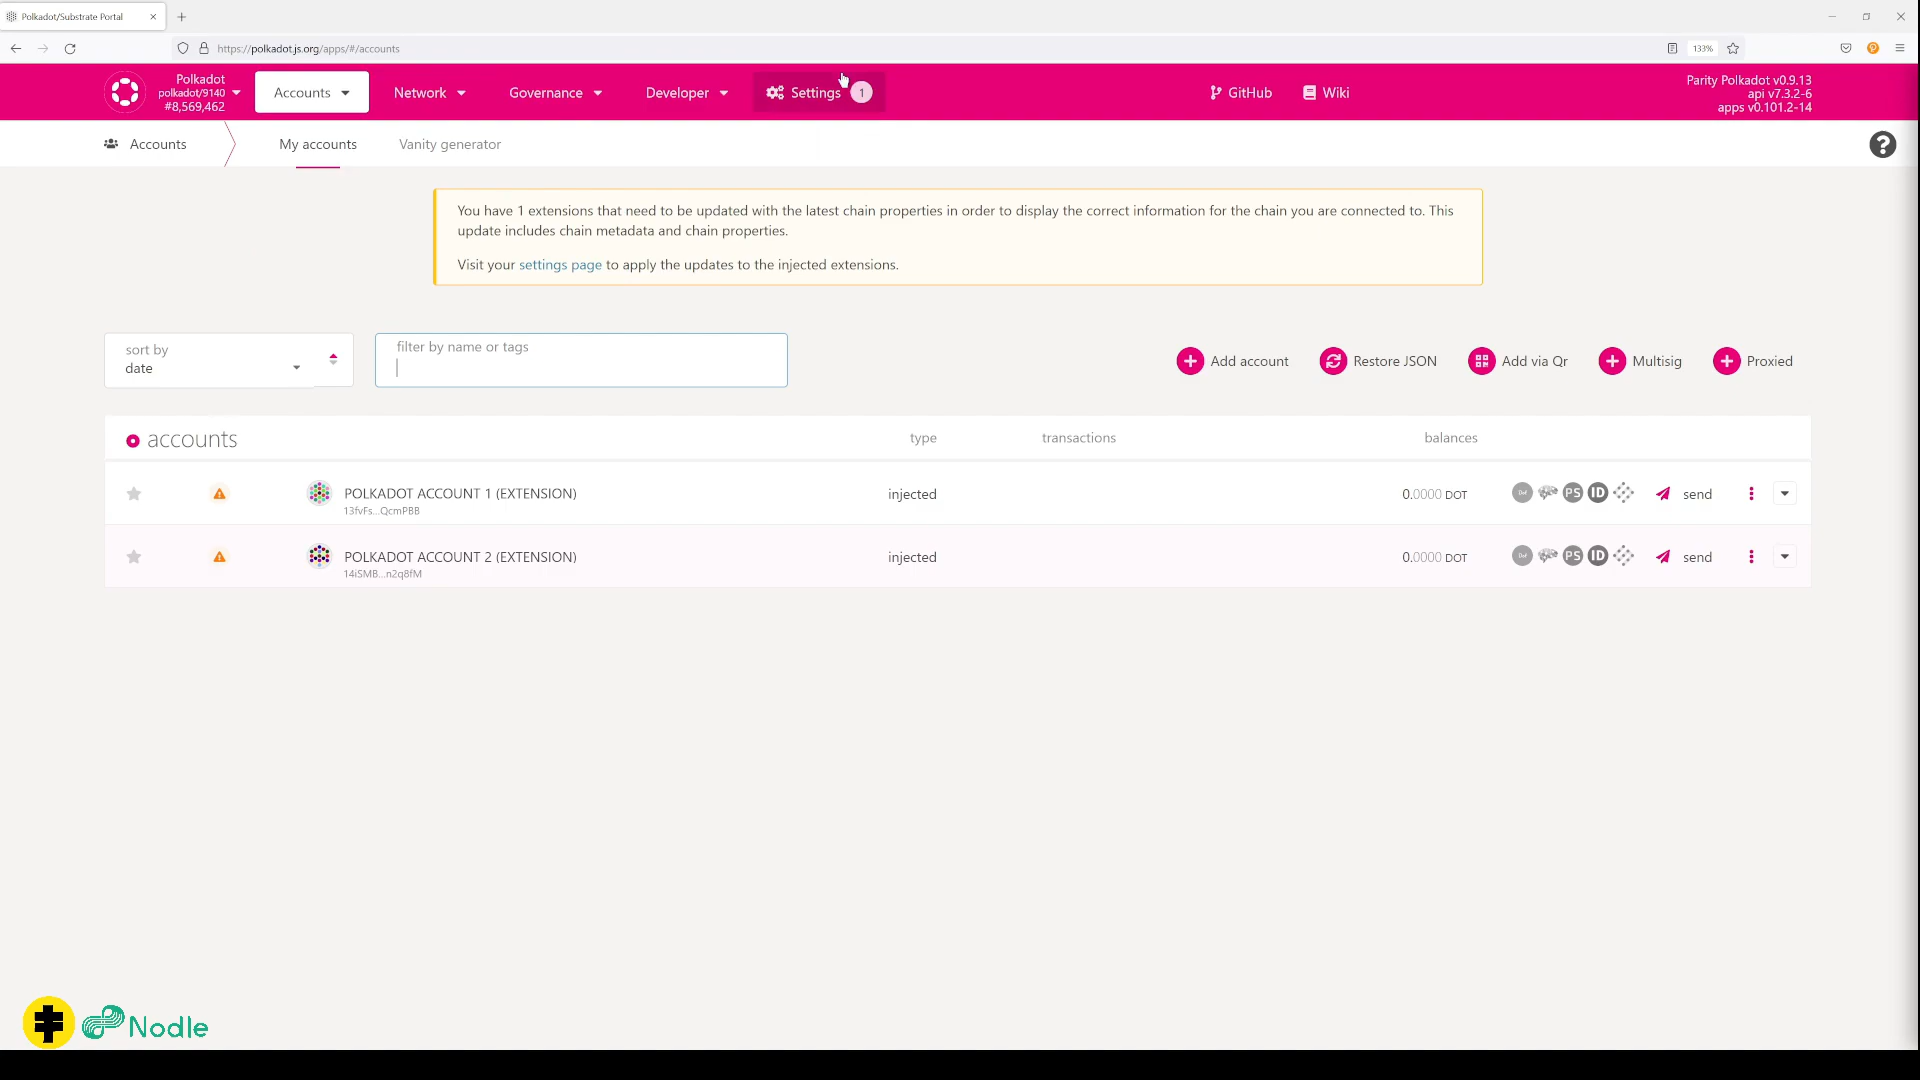 Polkadot/Substrate Portal
https://polkadot.js.org/apps/#/accounts
133%
Polkadot
polkadot/9140
#8,569,462
Accounts
Network
Governance
Developer
Settings 1
GitHub
Wiki
Parity Polkadot v0.9.13
api v7.3.2-6
apps v0.101.2-14
Accounts
My accounts
Vanity generator
?
You have 1 extensions that need to be updated with the latest chain properties in order to display the correct information for the chain you are connected to. This
update includes chain metadata and chain properties.
Visit your settings page to apply the updates to the injected extensions.
sort by
date
filter by name or tags
Add account
Restore JSON
Add via Qr
Multisig
Proxied
accounts type transactions balances
POLKADOT ACCOUNT 1 (EXTENSION) injected 0.0000 DOT PS ID send
13fvFs...QcmPBB
POLKADOT ACCOUNT 2 (EXTENSION) injected 0.0000 DOT PS ID send
14iSMB...n2q8fM
Nodle